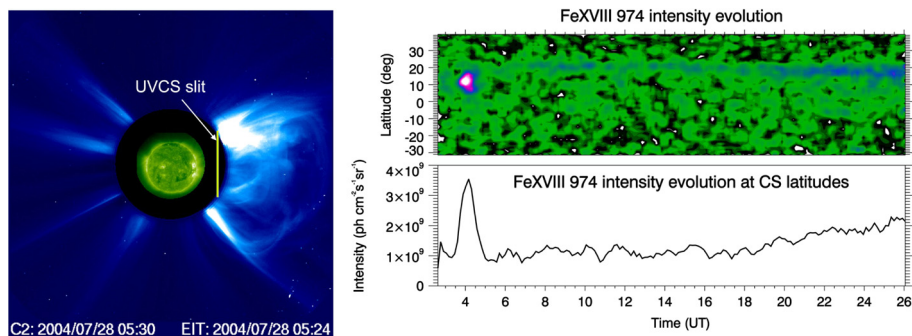 UVCS slit
C2: 2004/07/28 05:30 EIT: 2004/07/28 05:24
FeXVIII 974 intensity evolution
Latitude (deg)
30
20
10
0
-10
-20
-30
FeXVIII 974 intensity evolution at CS latitudes
Intensity (ph cm⁻²s⁻¹sr⁻¹)
4×10⁹
3×10⁹
2×10⁹
1×10⁹
0
4 6 8 10 12 14 16 18 20 22 24 26
Time (UT)